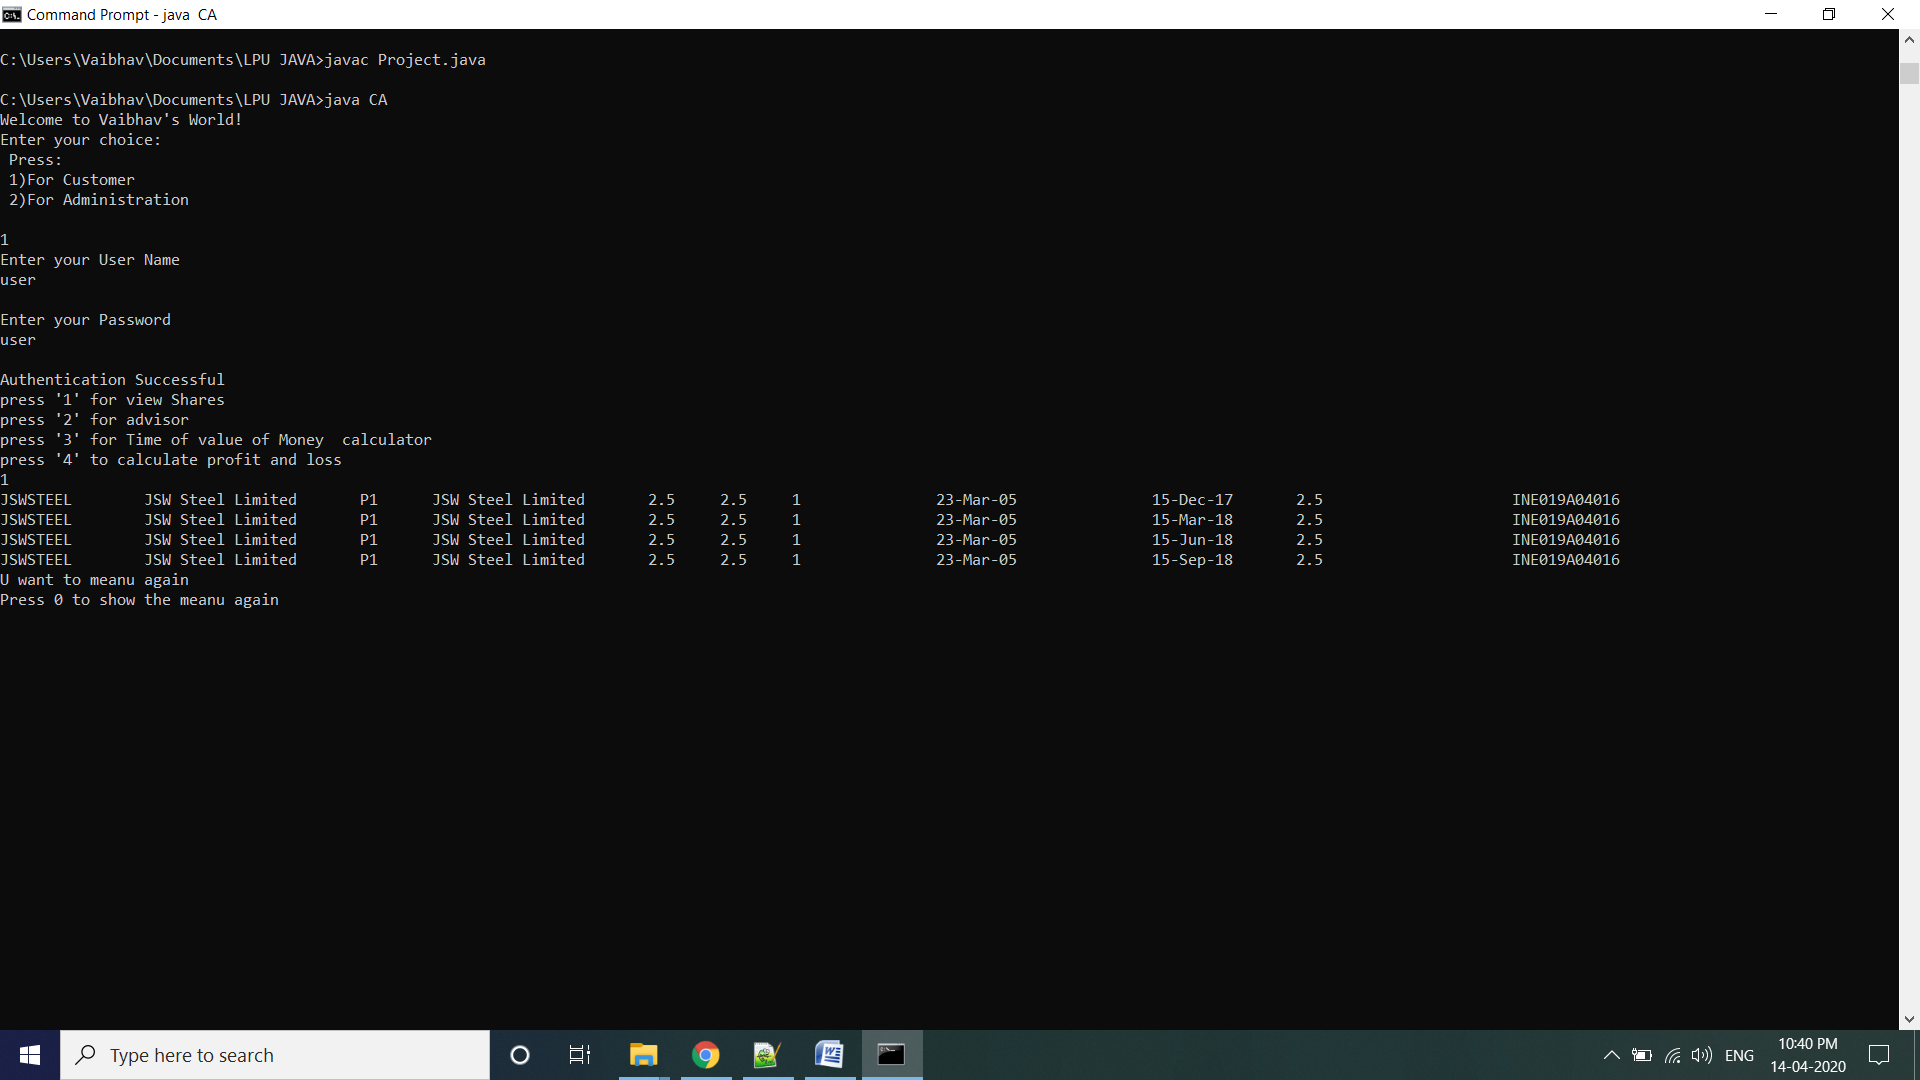 Command Prompt - java  CA
C:\Users\Vaibhav\Documents\LPU JAVA>javac Project.java
C:\Users\Vaibhav\Documents\LPU JAVA>java CA
Welcome to Vaibhav's World!
Enter your choice:
 Press:
 1)For Customer
 2)For Administration
1
Enter your User Name
user
Enter your Password
user
Authentication Successful
press '1' for view Shares
press '2' for advisor
press '3' for Time of value of Money  calculator
press '4' to calculate profit and loss
1
JSWSTEEL        JSW Steel Limited       P1      JSW Steel Limited       2.5     2.5     1               23-Mar-05               15-Dec-17       2.5                     INE019A04016
JSWSTEEL        JSW Steel Limited       P1      JSW Steel Limited       2.5     2.5     1               23-Mar-05               15-Mar-18       2.5                     INE019A04016
JSWSTEEL        JSW Steel Limited       P1      JSW Steel Limited       2.5     2.5     1               23-Mar-05               15-Jun-18       2.5                     INE019A04016
JSWSTEEL        JSW Steel Limited       P1      JSW Steel Limited       2.5     2.5     1               23-Mar-05               15-Sep-18       2.5                     INE019A04016
U want to meanu again
Press 0 to show the meanu again
Type here to search
ENG
10:40 PM
14-04-2020